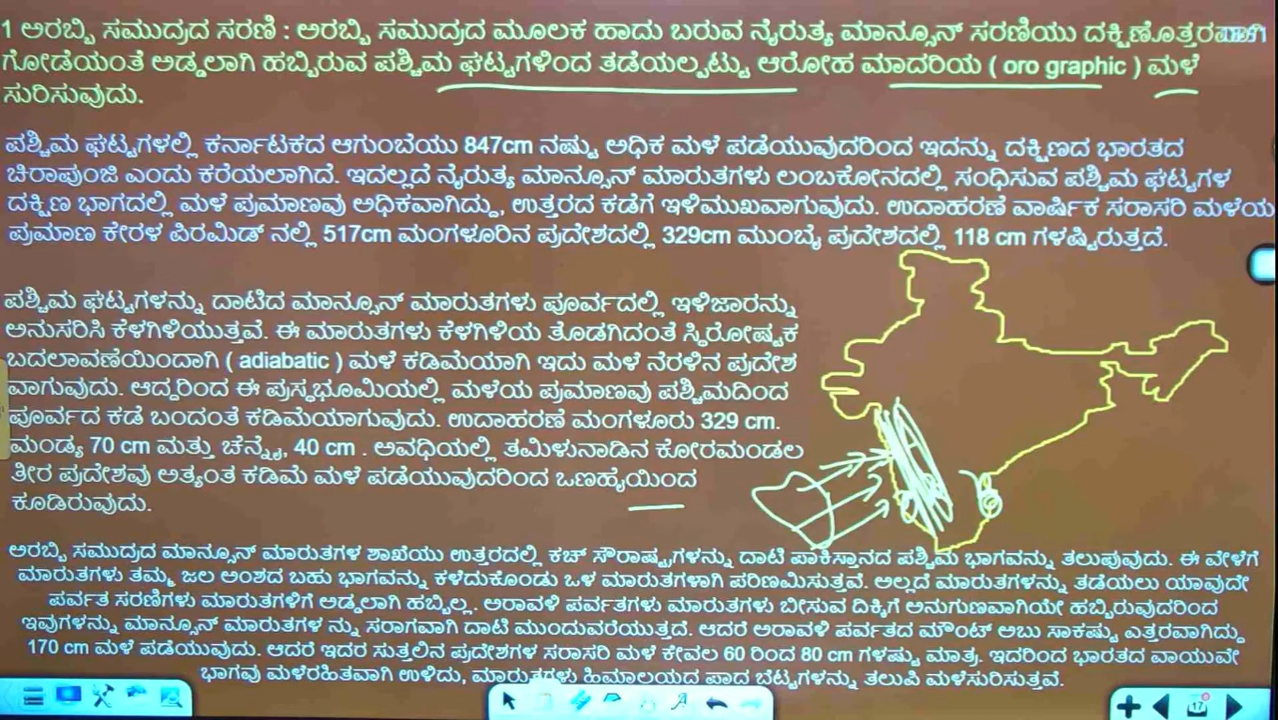 1 ಅರಬ್ಬಿ ಸಮುದ್ರದ ಸರಣಿ : ಅರಬ್ಬಿ ಸಮುದ್ರದ ಮೂಲಕ ಹಾದು ಬರುವ ನೈರುತ್ಯ ಮಾನ್ಸೂನ್ ಸರಣಿಯು
ಗೋಡೆಯಂತೆ ಅಡ್ಡಲಾಗಿ ಹಬ್ಬಿರುವ ಪಶ್ಚಿಮ ಘಟ್ಟಗಳಿಂದ ತಡೆಯಲ್ಪಟ್ಟು ಆರೋಹ ಮಾದರಿಯ ( oro graphic ) ಮಳೆ
ಸುರಿಸುವುದು.
ಪಶ್ಚಿಮ ಘಟ್ಟಗಳಲ್ಲಿ ಕರ್ನಾಟಕದ ಆಗುಂಬೆಯು 847cm ನಷ್ಟು ಅಧಿಕ ಮಳೆ ಪಡೆಯುವುದರಿಂದ ಇದನ್ನು ದಕ್ಷಿಣದ ಭಾರತದ
ಚಿರಾಪುಂಜಿ ಎಂದು ಕರೆಯಲಾಗಿದೆ. ಇದಲ್ಲದೆ ನೈರುತ್ಯ ಮಾನ್ಸೂನ್ ಮಾರುತಗಳು ಲಂಬಕೋನದಲ್ಲಿ ಸಂಧಿಸುವ ಪಶ್ಚಿಮ ಘಟ್ಟಗಳ
ದಕ್ಷಿಣ ಭಾಗದಲ್ಲಿ ಮಳೆ ಪ್ರಮಾಣವು ಅಧಿಕವಾಗಿದ್ದು, ಉತ್ತರದ ಕಡೆಗೆ ಇಳಿಮುಖವಾಗುವುದು. ಉದಾಹರಣೆ ವಾರ್ಷಿಕ ಸರಾಸರಿ ಮಳೆಯ
ಪ್ರಮಾಣ ಕೇರಳ ಪಿರಮಿಡ್ ನಲ್ಲಿ 517cm ಮಂಗಳೂರಿನ ಪ್ರದೇಶದಲ್ಲಿ 329cm ಮುಂಬೈ ಪ್ರದೇಶದಲ್ಲಿ 118 cm ಗಳಷ್ಟಿರುತ್ತದೆ.
ಪಶ್ಚಿಮ ಘಟ್ಟಗಳನ್ನು ದಾಟಿದ ಮಾನ್ಸೂನ್ ಮಾರುತಗಳು ಪೂರ್ವದಲ್ಲಿ ಇಳಿಜಾರನ್ನು
ಅನುಸರಿಸಿ ಕೆಳಗಿಳಿಯುತ್ತವೆ. ಈ ಮಾರುತಗಳು ಕೆಳಗಿಳಿಯ ತೊಡಗಿದಂತೆ ಸ್ಥಿರೋಷ್ಣಕ
ಬದಲಾವಣೆಯಿಂದಾಗಿ ( adiabatic ) ಮಳೆ ಕಡಿಮೆಯಾಗಿ ಇದು ಮಳೆ ನೆರಳಿನ ಪ್ರದೇಶ
ವಾಗುವುದು. ಆದ್ದರಿಂದ ಈ ಪ್ರಸ್ಥಭೂಮಿಯಲ್ಲಿ ಮಳೆಯ ಪ್ರಮಾಣವು ಪಶ್ಚಿಮದಿಂದ
ಪೂರ್ವದ ಕಡೆ ಬಂದಂತೆ ಕಡಿಮೆಯಾಗುವುದು. ಉದಾಹರಣೆ ಮಂಗಳೂರು 329 cm.
ಮಂಡ್ಯ 70 cm ಮತ್ತು ಚೆನ್ನೈ, 40 cm . ಅವಧಿಯಲ್ಲಿ ತಮಿಳುನಾಡಿನ ಕೋರಮಂಡಲ
ತೀರ ಪ್ರದೇಶವು ಅತ್ಯಂತ ಕಡಿಮೆ ಮಳೆ ಪಡೆಯುವುದರಿಂದ ಒಣಹೈಯಿಂದ
ಕೂಡಿರುವುದು.
ಅರಬ್ಬಿ ಸಮುದ್ರದ ಮಾನ್ಸೂನ್ ಮಾರುತಗಳ ಶಾಖೆಯು ಉತ್ತರದಲ್ಲಿ ಕಚ್ ಸೌರಾಷ್ಟ್ರಗಳನ್ನು ದಾಟಿ ಪಾಕಿಸ್ತಾನದ ಪಶ್ಚಿಮ ಭಾಗವನ್ನು ತಲುಪುವುದು. ಈ ವೇಳೆಗೆ
ಮಾರುತಗಳು ತಮ್ಮ ಜಲ ಅಂಶದ ಬಹು ಭಾಗವನ್ನು ಕಳೆದುಕೊಂಡು ಒಳ ಮಾರುತಗಳಾಗಿ ಪರಿಣಮಿಸುತ್ತವೆ. ಅಲ್ಲದೆ ಮಾರುತಗಳನ್ನು ತಡೆಯಲು ಯಾವುದೇ
ಪರ್ವತ ಸರಣಿಗಳು ಮಾರುತಗಳಿಗೆ ಅಡ್ಡಲಾಗಿ ಹಬ್ಬಿಲ್ಲ. ಅರಾವಳಿ ಪರ್ವತಗಳು ಮಾರುತಗಳು ಬೀಸುವ ದಿಕ್ಕಿಗೆ ಅನುಗುಣವಾಗಿಯೇ ಹಬ್ಬಿರುವುದರಿಂದ
ಇವುಗಳನ್ನು ಮಾನ್ಸೂನ್ ಮಾರುತಗಳ ನ್ನು ಸರಾಗವಾಗಿ ದಾಟಿ ಮುಂದುವರೆಯುತ್ತದೆ. ಆದರೆ ಅರಾವಳಿ ಪರ್ವತದ ಮೌಂಟ್ ಅಬು ಸಾಕಷ್ಟು ಎತ್ತರವಾಗಿದ್ದು
170 cm ಮಳೆ ಪಡೆಯುವುದು. ಆದರೆ ಇದರ ಸುತ್ತಲಿನ ಪ್ರದೇಶಗಳ ಸರಾಸರಿ ಮಳೆ ಕೇವಲ 60 ರಿಂದ 80 cm ಗಳಷ್ಟು ಮಾತ್ರ. ಇದರಿಂದ ಭಾರತದ ವಾಯುವೇ
ಭಾಗವು ಮಳೆರಹಿತವಾಗಿ ಉಳಿದು, ಮಾರುತಗಳು ಹಿಮಾಲಯದ ಪಾದ ಬೆಟ್ಟಗಳನ್ನು ತಲುಪಿ ಮಳೆಸುರಿಸುತ್ತವೆ.
17